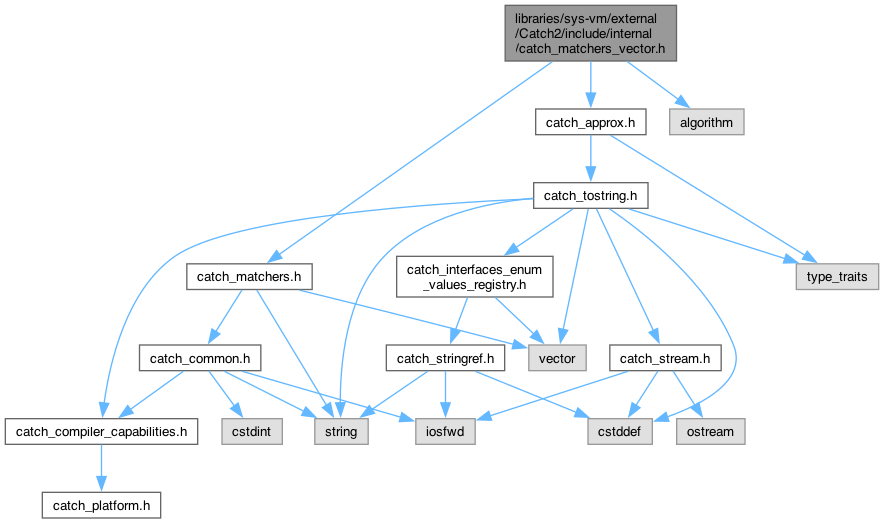 libraries/sys-vm/external
/Catch2/include/internal
/catch_matchers_vector.h
catch_approx.h
algorithm
catch_tostring.h
catch_matchers.h
catch_interfaces_enum
_values_registry.h
type_traits
catch_common.h
catch_stringref.h
vector
catch_stream.h
catch_compiler_capabilities.h
cstdint
string
iosfwd
cstddef
ostream
catch_platform.h